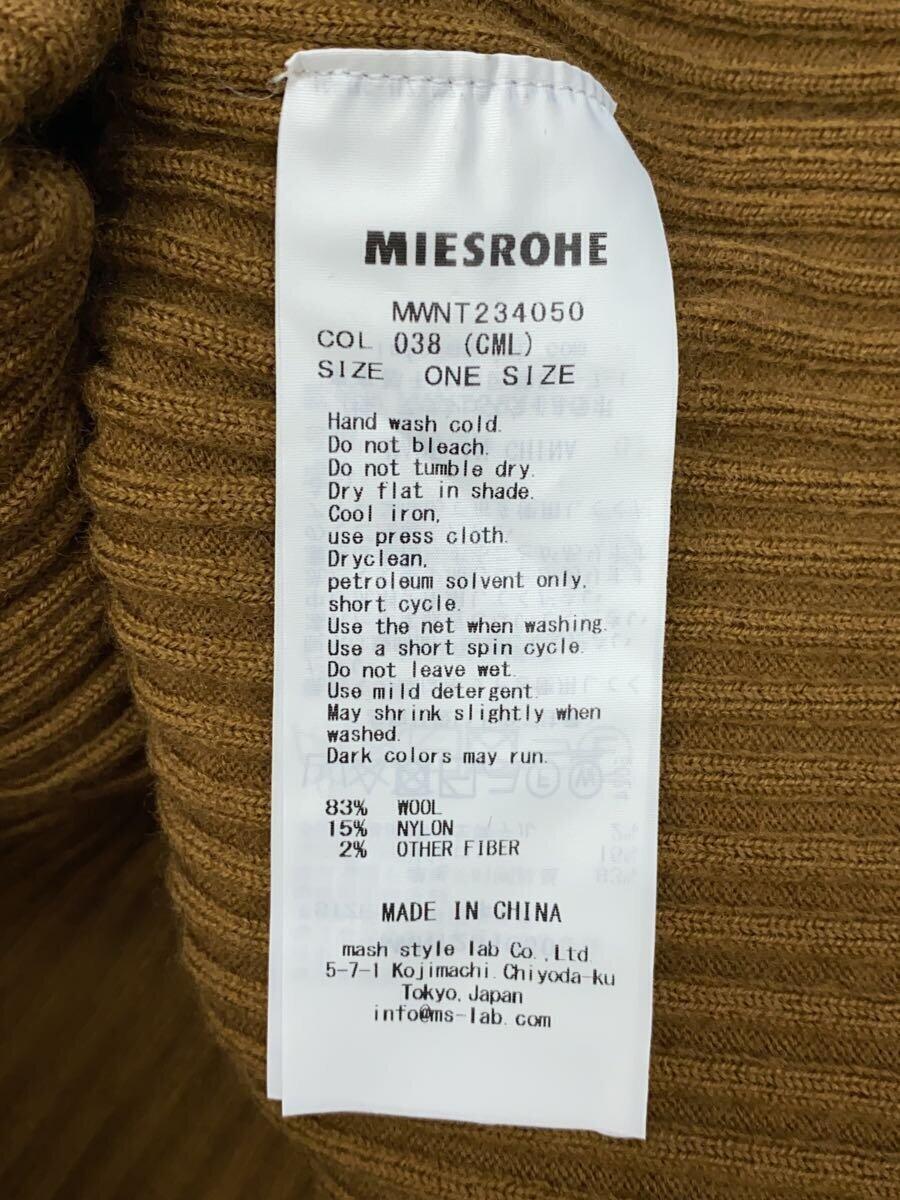 MIESROHE
MWNT234050
COL 038 (CML)
SIZE ONE SIZE
Hand wash cold.
Do not bleach.
Do not tumble dry.
Dry flat in shade.
Cool iron,
use press cloth.
Dryclean,
petroleum solvent only,
short cycle.
Use the net when washing.
Use a short spin cycle.
Do not leave wet.
Use mild detergent.
May shrink slightly when
washed.
Dark colors may run.
83% WOOL
15% NYLON
2% OTHER FIBER
MADE IN CHINA
mash style lab Co.,Ltd.
5-7-1 Kojimachi. Chiyoda-ku
Tokyo, Japan
info@ms-lab.com